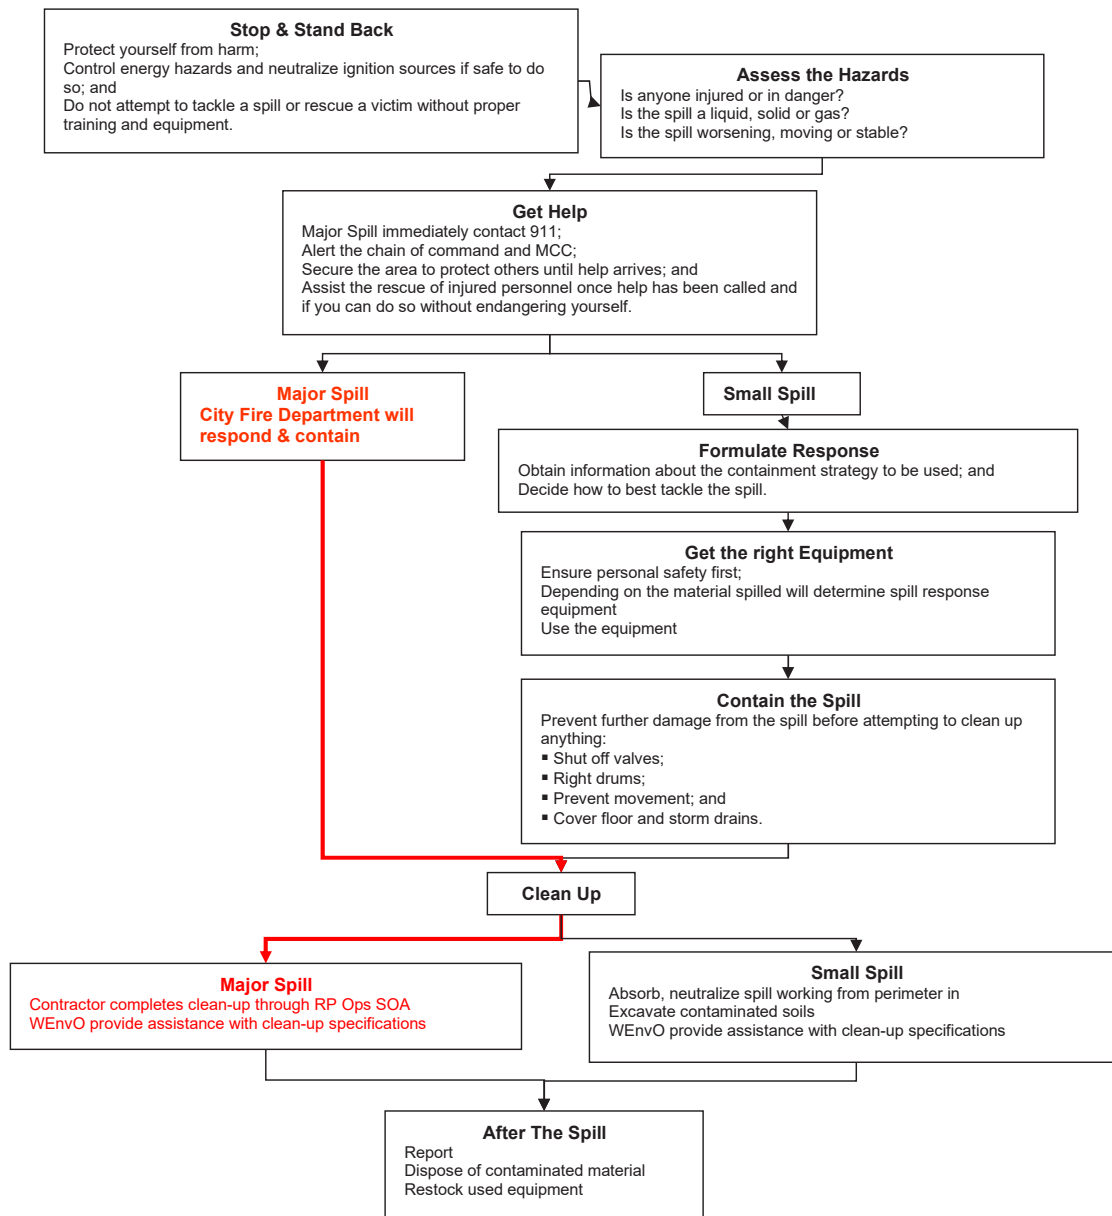 Stop & Stand Back
Protect yourself from harm;
Control energy hazards and neutralize ignition sources if safe to do
so; and
Do not attempt to tackle a spill or rescue a victim without proper
training and equipment.
Assess the Hazards
Is anyone injured or in danger?
Is the spill a liquid, solid or gas?
Is the spill worsening, moving or stable?
Get Help
Major Spill immediately contact 911;
Alert the chain of command and MCC;
Secure the area to protect others until help arrives; and
Assist the rescue of injured personnel once help has been called and
if you can do so without endangering yourself.
Major Spill
City Fire Department will
respond & contain
Small Spill
Formulate Response
Obtain information about the containment strategy to be used; and
Decide how to best tackle the spill.
Get the right Equipment
Ensure personal safety first;
Depending on the material spilled will determine spill response
equipment
Use the equipment
Contain the Spill
Prevent further damage from the spill before attempting to clean up
anything:
▪ Shut off valves;
▪ Right drums;
▪ Prevent movement; and
▪ Cover floor and storm drains.
Clean Up
Major Spill
Contractor completes clean-up through RP Ops SOA
WEnvO provide assistance with clean-up specifications
Small Spill
Absorb, neutralize spill working from perimeter in
Excavate contaminated soils
WEnvO provide assistance with clean-up specifications
After The Spill
Report
Dispose of contaminated material
Restock used equipment